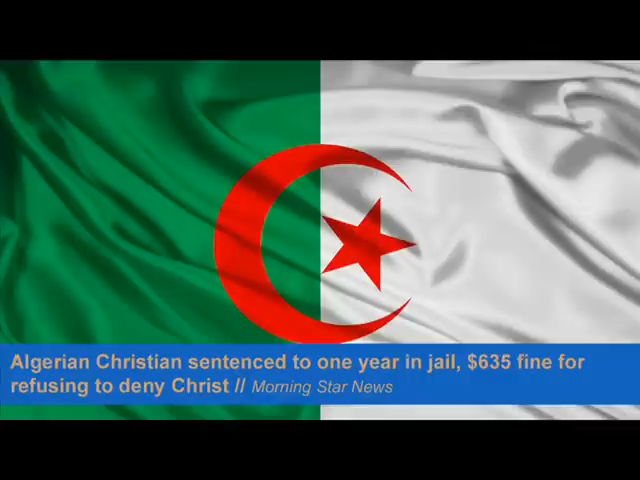 Algerian Christian sentenced to one year in jail, $635 fine for
refusing to deny Christ // Morning Star News